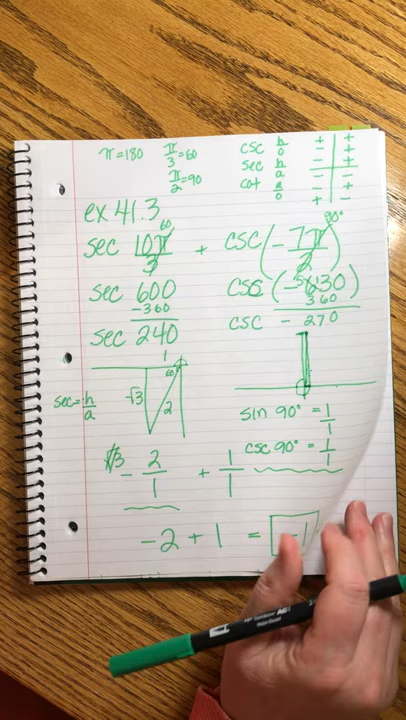 π=180 π/3=60 csc h/o
π/2=90 sec h/a
cot a/o
+ +
- +
- -
- +
+ -
ex 41.3
60 90°
sec 10π/3 + csc(-7π/2)
sec 600 csc (-630)
-360 360
sec 240 csc -270
1
60
sec=h/a √3 2
sin 90° = 1/1
csc 90° = 1/1
- 2/1 + 1/1
-2 + 1 = -1